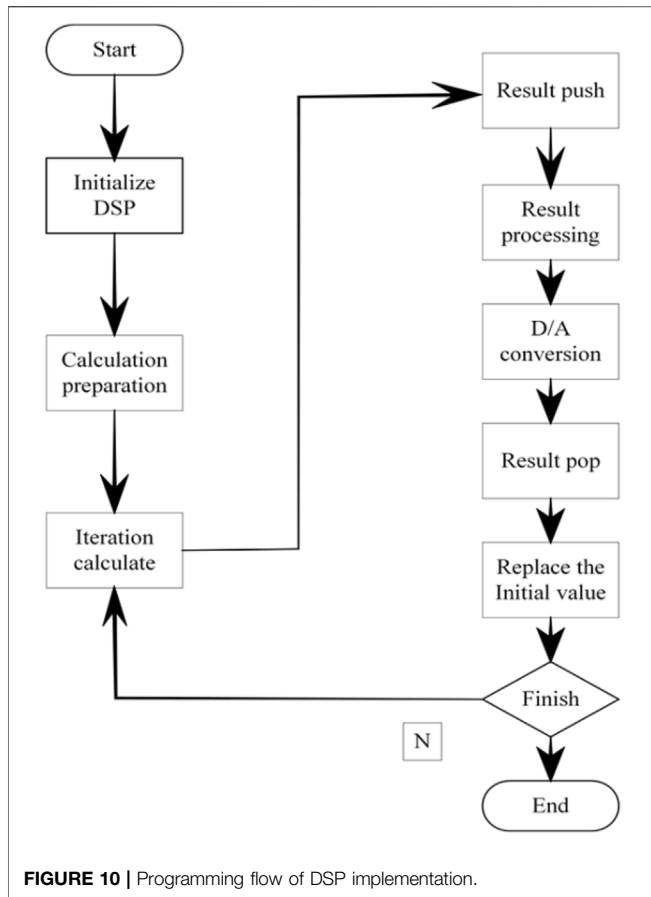 Start
Initialize
DSP
Calculation
preparation
Iteration
calculate
Result push
Result
processing
D/A
conversion
Result pop
Replace the
Initial value
Finish
N
End
FIGURE 10 | Programming flow of DSP implementation.